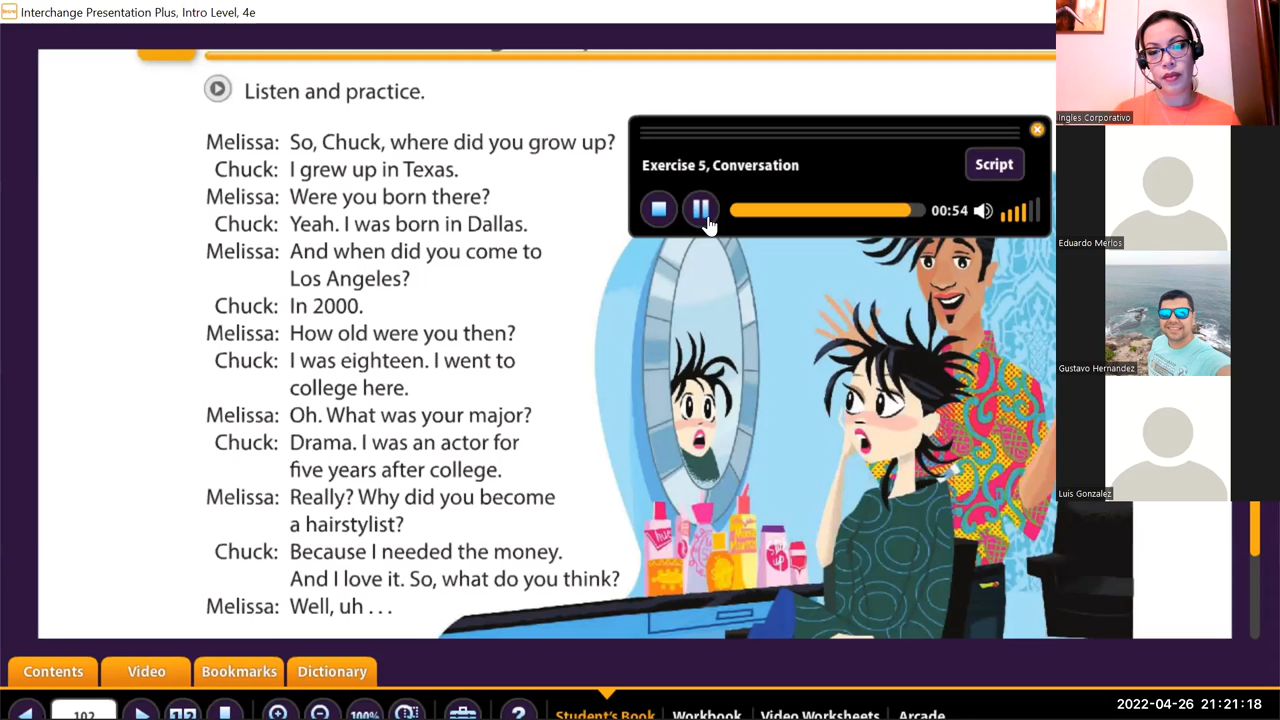 Interchange Presentation Plus, Intro Level, 4e
Listen and practice.
Melissa: So, Chuck, where did you grow up?
Chuck: I grew up in Texas.
Melissa: Were you born there?
Chuck: Yeah. I was born in Dallas.
Melissa: And when did you come to
Los Angeles?
Chuck: In 2000.
Melissa: How old were you then?
Chuck: I was eighteen. I went to
college here.
Melissa: Oh. What was your major?
Chuck: Drama. I was an actor for
five years after college.
Melissa: Really? Why did you become
a hairstylist?
Chuck: Because I needed the money.
And I love it. So, what do you think?
Melissa: Well, uh . . .
Exercise 5, Conversation
Script
00:54
Ingles Corporativo
Eduardo Merlos
Gustavo Hernandez
Luis Gonzalez
Contents
Video
Bookmarks
Dictionary
102
100%
?
Student's Book
Workbook
Video Worksheets
Arcade
2022-04-26 21:21:18